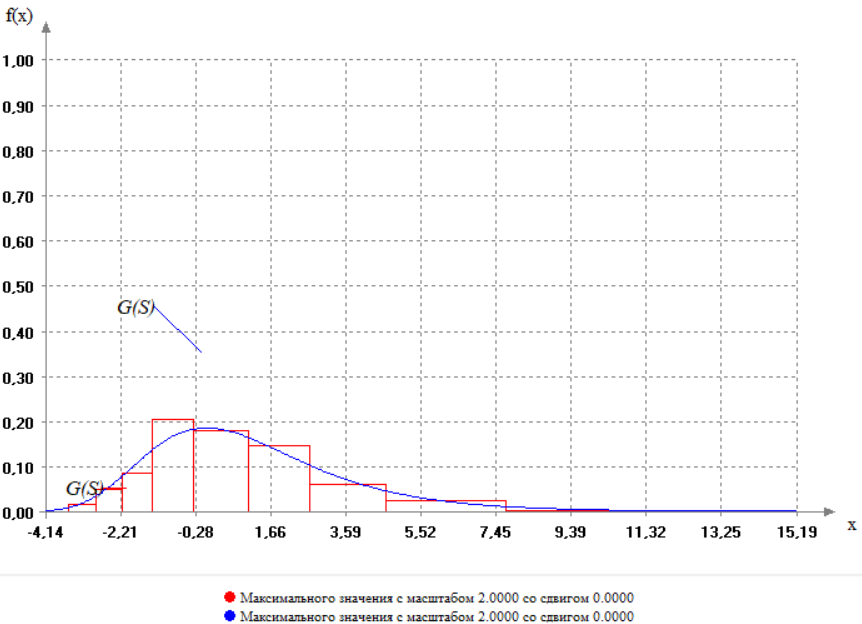 f(x)
1,00
0,90
0,80
0,70
0,60
0,50
G(S)
0,40
0,30
0,20
0,10
G(S)
0,00
-4,14 -2,21 -0,28 1,66 3,59 5,52 7,45 9,39 11,32 13,25 15,19 x
Максимального значения с масштабом 2.0000 со сдвигом 0.0000
Максимального значения с масштабом 2.0000 со сдвигом 0.0000